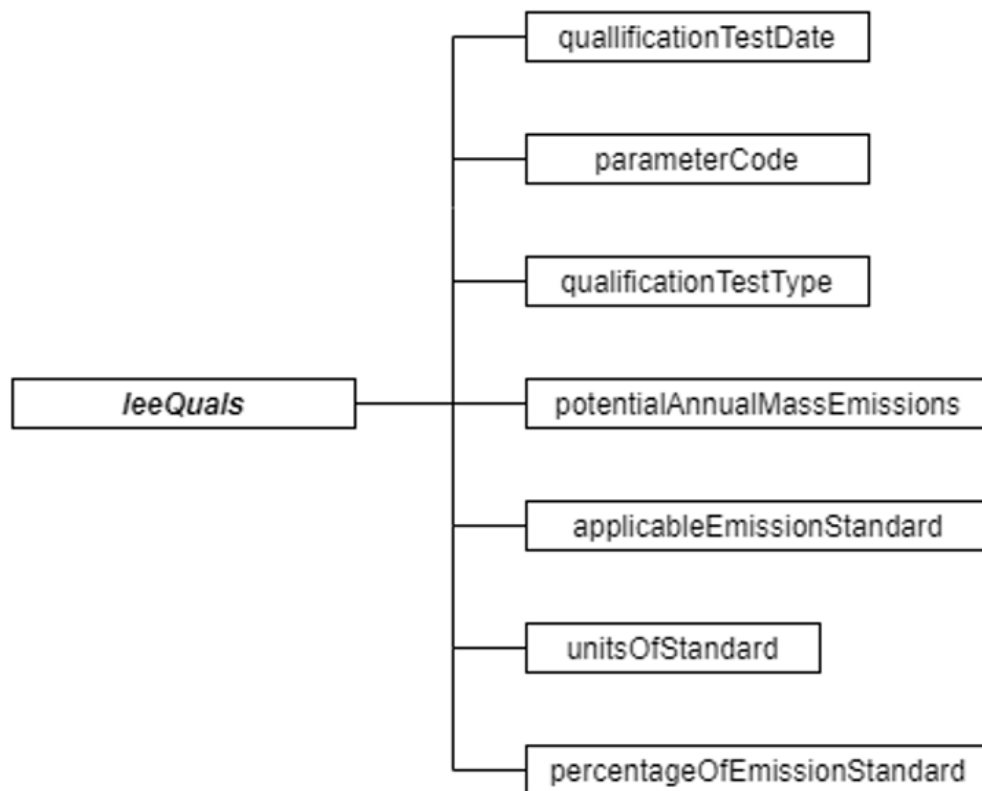 quallificationTestDate
parameterCode
qualificationTestType
leeQuals
potentialAnnualMassEmissions
applicableEmissionStandard
unitsOfStandard
percentageOfEmissionStandard